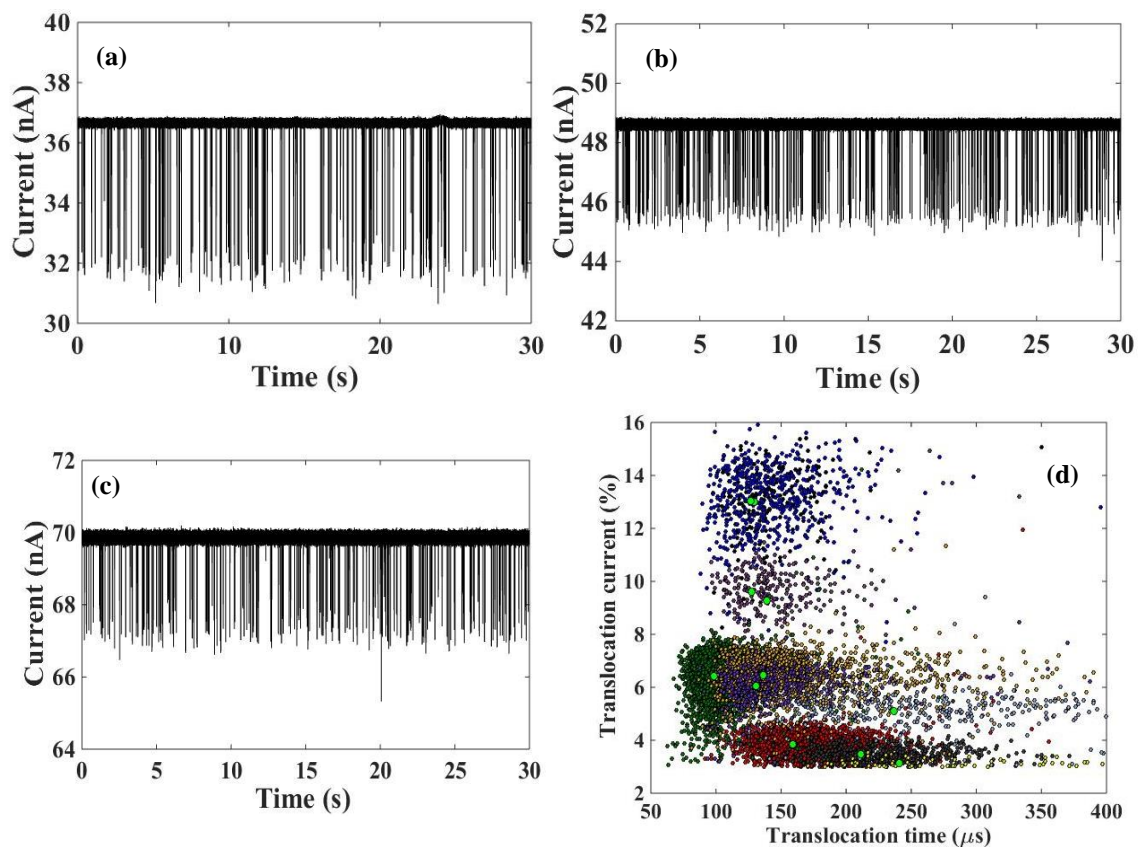 (a)
40
38
36
34
32
30
Current (nA)
0 10 20 30
Time (s)
(b)
52
50
48
46
44
42
Current (nA)
0 5 10 15 20 25 30
Time (s)
(c)
72
70
68
66
64
Current (nA)
0 5 10 15 20 25 30
Time (s)
(d)
16
14
12
10
8
6
4
2
Translocation current (%)
50 100 150 200 250 300 350 400
Translocation time (μs)